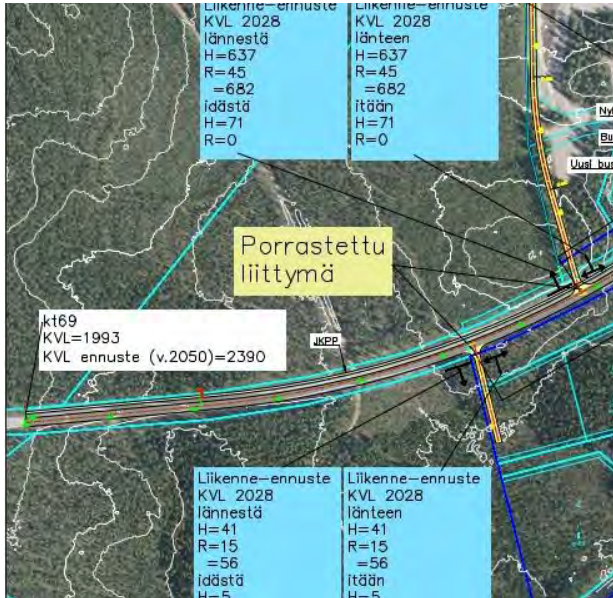 Liikenne-ennuste
KVL 2028
lännestä
H=637
R=45
=682
idästä
H=71
R=0
Liikenne-ennuste
KVL 2028
länteen
H=637
R=45
=682
itään
H=71
R=0
Uusi bus
Porrastettu
liittymä
kt69
KVL=1993
KVL ennuste (v.2050)=2390
JKPP
Liikenne-ennuste
KVL 2028
lännestä
H=41
R=15
=56
idästä
H=5
Liikenne-ennuste
KVL 2028
länteen
H=41
R=15
=56
itään
H=5